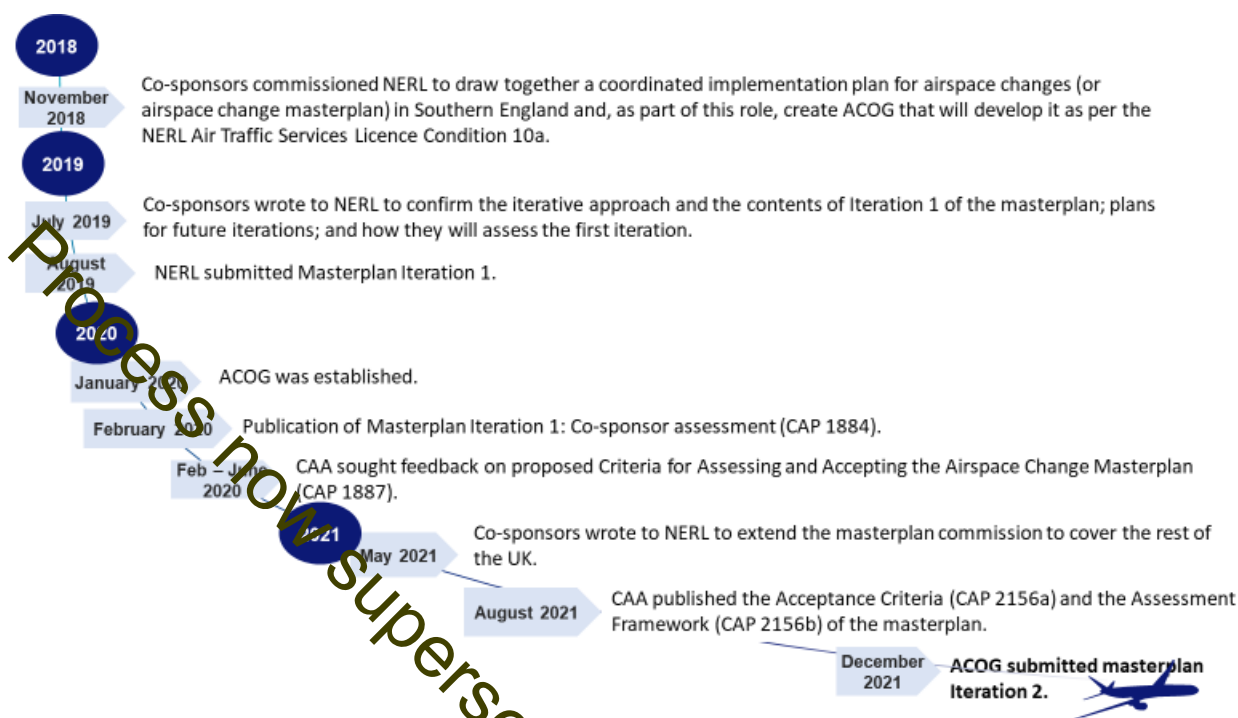 2018
November
2018
Co-sponsors commissioned NERL to draw together a coordinated implementation plan for airspace changes (or
airspace change masterplan) in Southern England and, as part of this role, create ACOG that will develop it as per the
NERL Air Traffic Services Licence Condition 10a.
2019
July 2019
Co-sponsors wrote to NERL to confirm the iterative approach and the contents of Iteration 1 of the masterplan; plans
for future iterations; and how they will assess the first iteration.
August
2019
NERL submitted Masterplan Iteration 1.
2020
January 2020
ACOG was established.
February 2020
Publication of Masterplan Iteration 1: Co-sponsor assessment (CAP 1884).
Feb – June
2020
CAA sought feedback on proposed Criteria for Assessing and Accepting the Airspace Change Masterplan
(CAP 1887).
2021
May 2021
Co-sponsors wrote to NERL to extend the masterplan commission to cover the rest of
the UK.
August 2021
CAA published the Acceptance Criteria (CAP 2156a) and the Assessment
Framework (CAP 2156b) of the masterplan.
December
2021
ACOG submitted masterplan
Iteration 2.
Process now superse